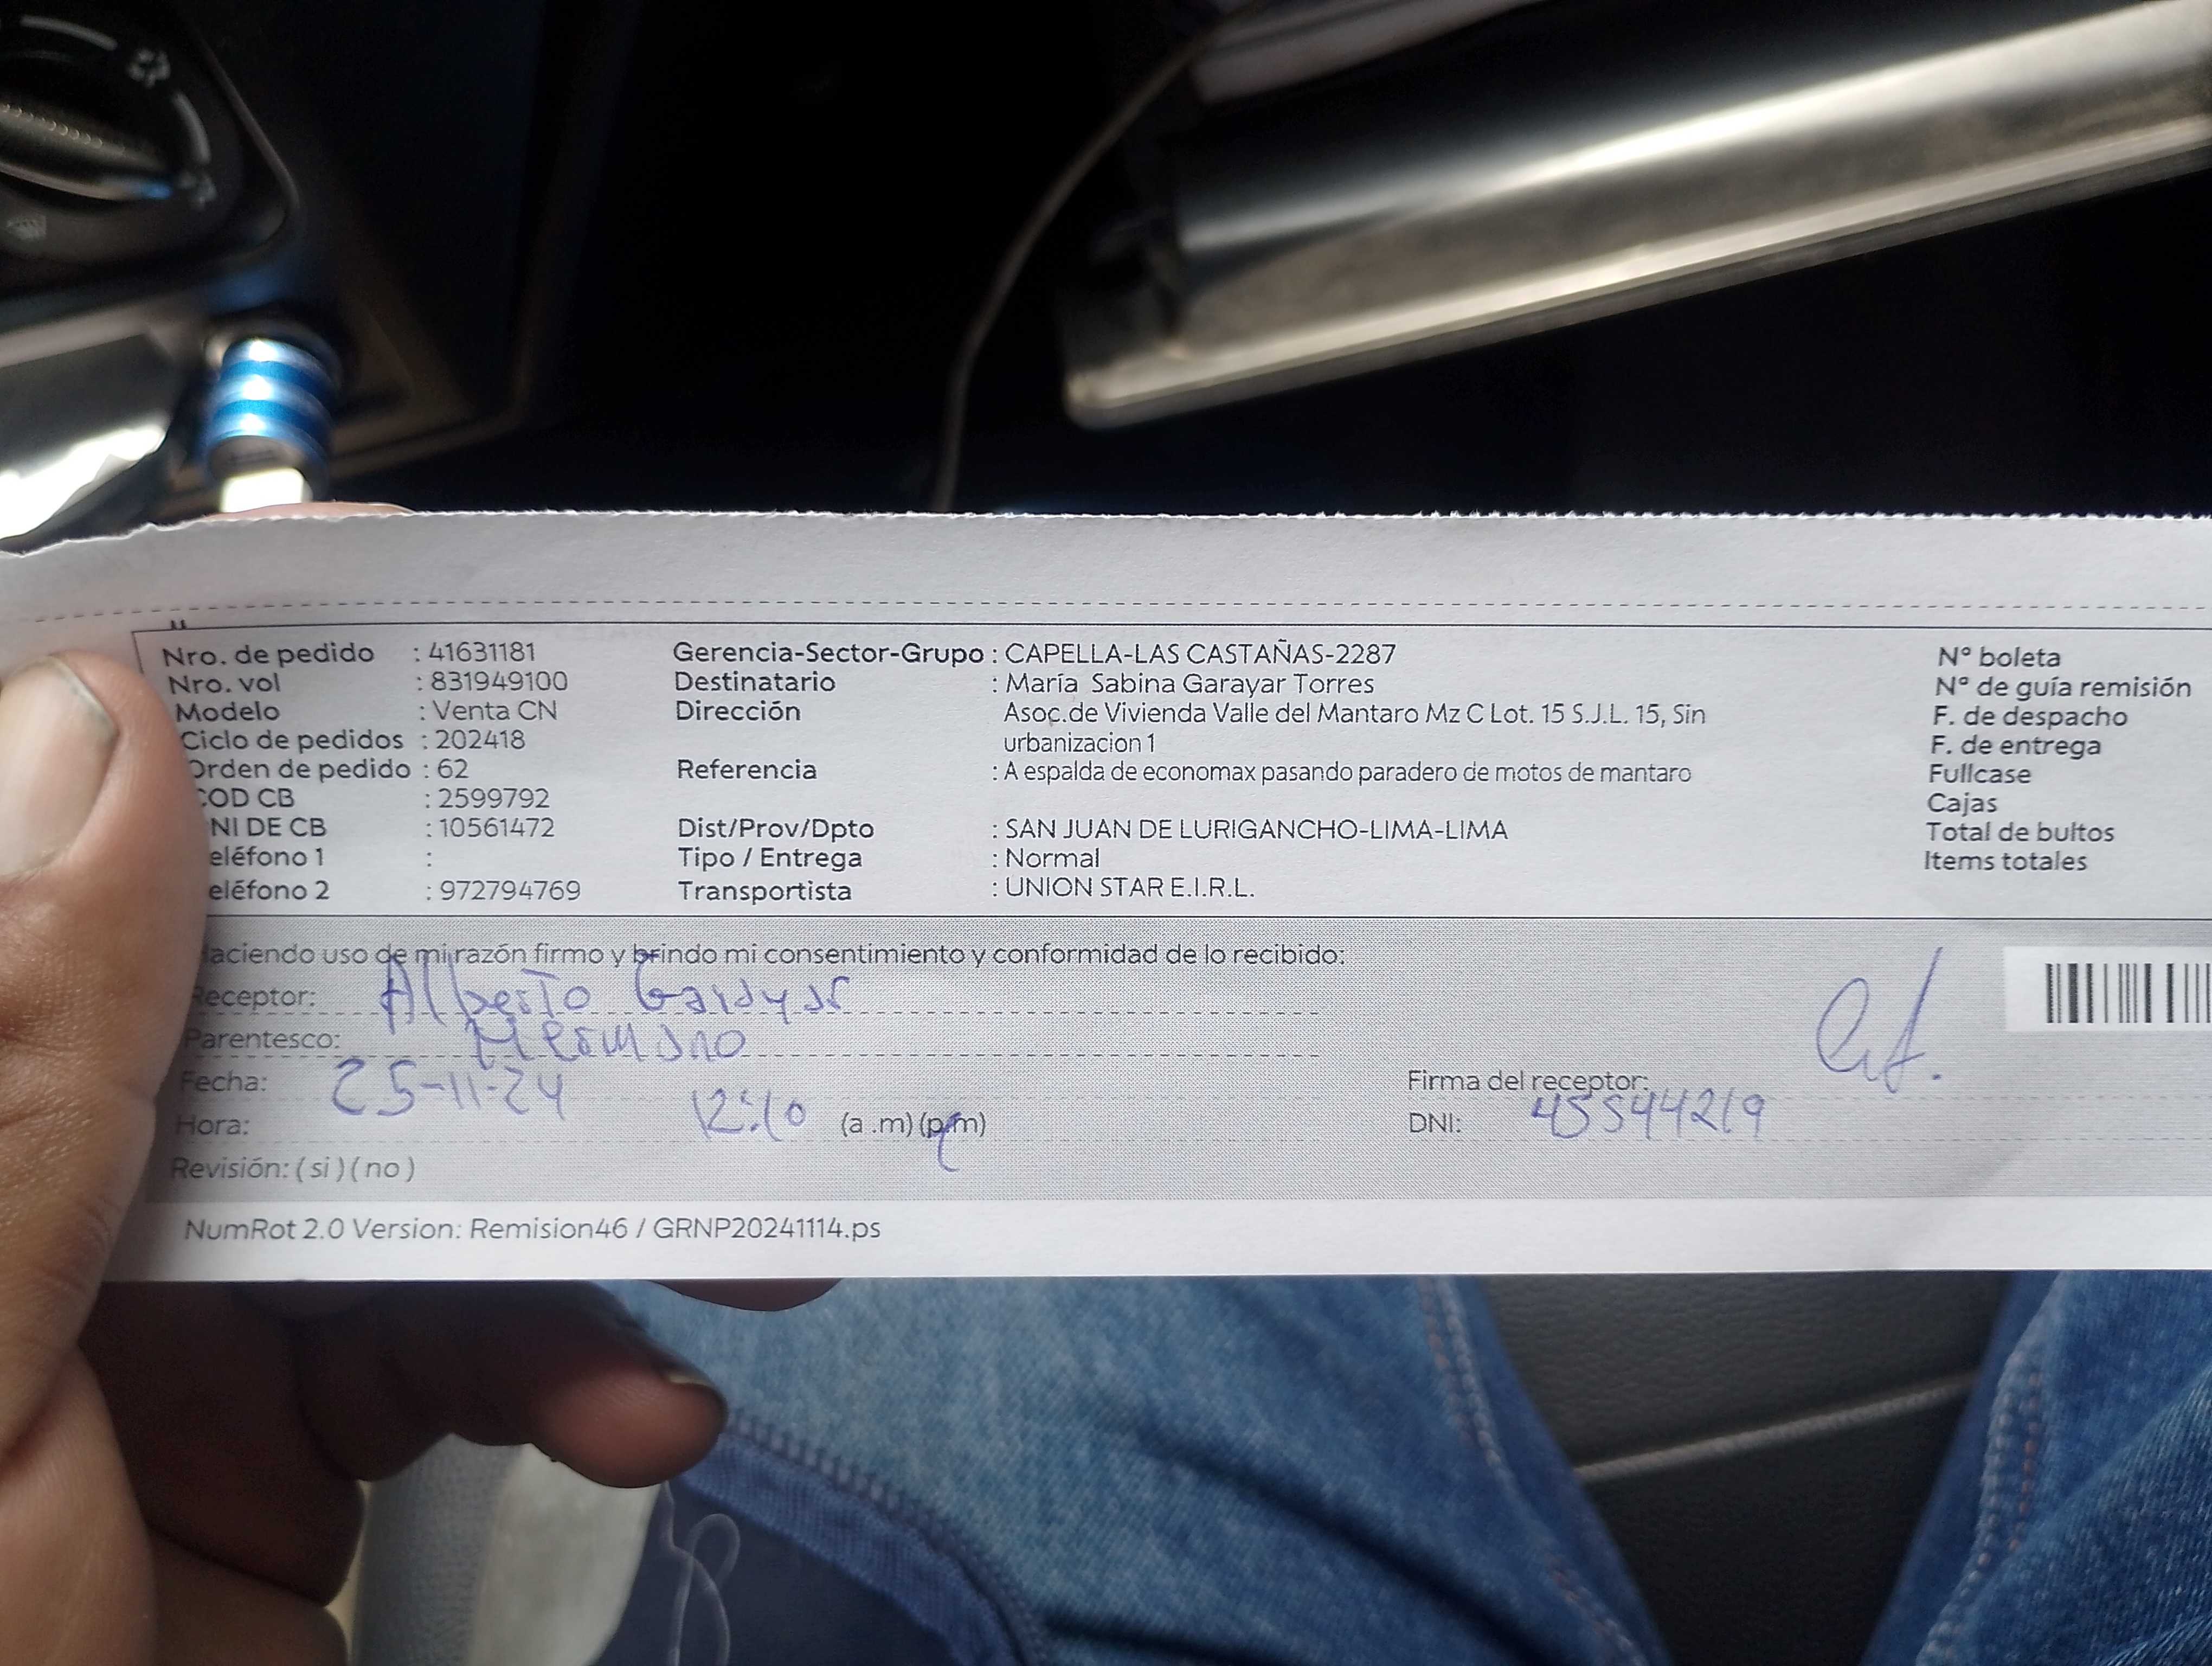 Nro. de pedido : 41631181 Gerencia-Sector-Grupo : CAPELLA-LAS CASTAÑAS-2287 N° boleta
Nro. vol : 831949100 Destinatario : María Sabina Garayar Torres N° de guía remisión
Modelo : Venta CN Dirección Asoc.de Vivienda Valle del Mantaro Mz C Lot. 15 S.J.L. 15, Sin F. de despacho
Ciclo de pedidos : 202418 urbanizacion 1 F. de entrega
Orden de pedido : 62 Referencia : A espalda de economax pasando paradero de motos de mantaro Fullcase
COD CB : 2599792 Cajas
NI DE CB : 10561472 Dist/Prov/Dpto : SAN JUAN DE LURIGANCHO-LIMA-LIMA Total de bultos
eléfono 1 : Tipo / Entrega : Normal Items totales
eléfono 2 : 972794769 Transportista : UNION STAR E.I.R.L.
Haciendo uso de mi razón firmo y brindo mi consentimiento y conformidad de lo recibido:
Receptor: Alberto Garayar
Parentesco: Hermano
Fecha: 25-11-24 Firma del receptor:
Hora: 12:10 (a .m) (p.m) DNI: 45544219
Revisión: ( si ) ( no )
NumRot 2.0 Version: Remision46 / GRNP20241114.ps